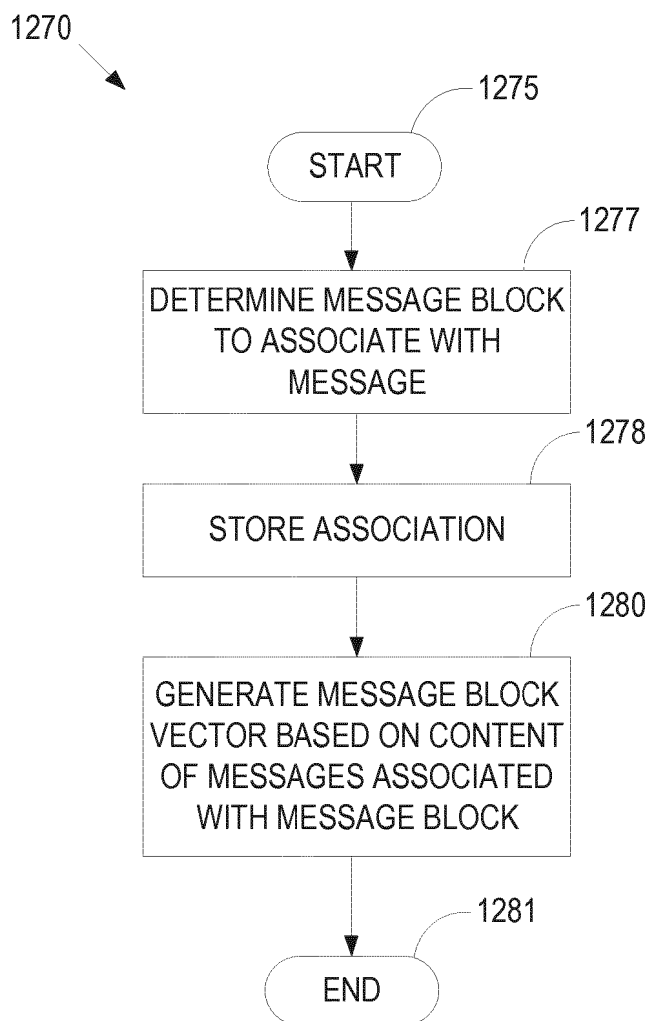 1270
1275
START
1277
DETERMINE MESSAGE BLOCK
TO ASSOCIATE WITH
MESSAGE
1278
STORE ASSOCIATION
1280
GENERATE MESSAGE BLOCK
VECTOR BASED ON CONTENT
OF MESSAGES ASSOCIATED
WITH MESSAGE BLOCK
1281
END